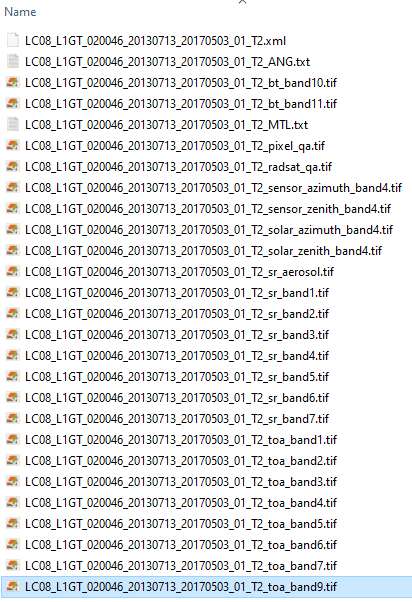 Name
LC08_L1GT_020046_20130713_20170503_01_T2.xml
LC08_L1GT_020046_20130713_20170503_01_T2_ANG.txt
LC08_L1GT_020046_20130713_20170503_01_T2_bt_band10.tif
LC08_L1GT_020046_20130713_20170503_01_T2_bt_band11.tif
LC08_L1GT_020046_20130713_20170503_01_T2_MTL.txt
LC08_L1GT_020046_20130713_20170503_01_T2_pixel_qa.tif
LC08_L1GT_020046_20130713_20170503_01_T2_radsat_qa.tif
LC08_L1GT_020046_20130713_20170503_01_T2_sensor_azimuth_band4.tif
LC08_L1GT_020046_20130713_20170503_01_T2_sensor_zenith_band4.tif
LC08_L1GT_020046_20130713_20170503_01_T2_solar_azimuth_band4.tif
LC08_L1GT_020046_20130713_20170503_01_T2_solar_zenith_band4.tif
LC08_L1GT_020046_20130713_20170503_01_T2_sr_aerosol.tif
LC08_L1GT_020046_20130713_20170503_01_T2_sr_band1.tif
LC08_L1GT_020046_20130713_20170503_01_T2_sr_band2.tif
LC08_L1GT_020046_20130713_20170503_01_T2_sr_band3.tif
LC08_L1GT_020046_20130713_20170503_01_T2_sr_band4.tif
LC08_L1GT_020046_20130713_20170503_01_T2_sr_band5.tif
LC08_L1GT_020046_20130713_20170503_01_T2_sr_band6.tif
LC08_L1GT_020046_20130713_20170503_01_T2_sr_band7.tif
LC08_L1GT_020046_20130713_20170503_01_T2_toa_band1.tif
LC08_L1GT_020046_20130713_20170503_01_T2_toa_band2.tif
LC08_L1GT_020046_20130713_20170503_01_T2_toa_band3.tif
LC08_L1GT_020046_20130713_20170503_01_T2_toa_band4.tif
LC08_L1GT_020046_20130713_20170503_01_T2_toa_band5.tif
LC08_L1GT_020046_20130713_20170503_01_T2_toa_band6.tif
LC08_L1GT_020046_20130713_20170503_01_T2_toa_band7.tif
LC08_L1GT_020046_20130713_20170503_01_T2_toa_band9.tif